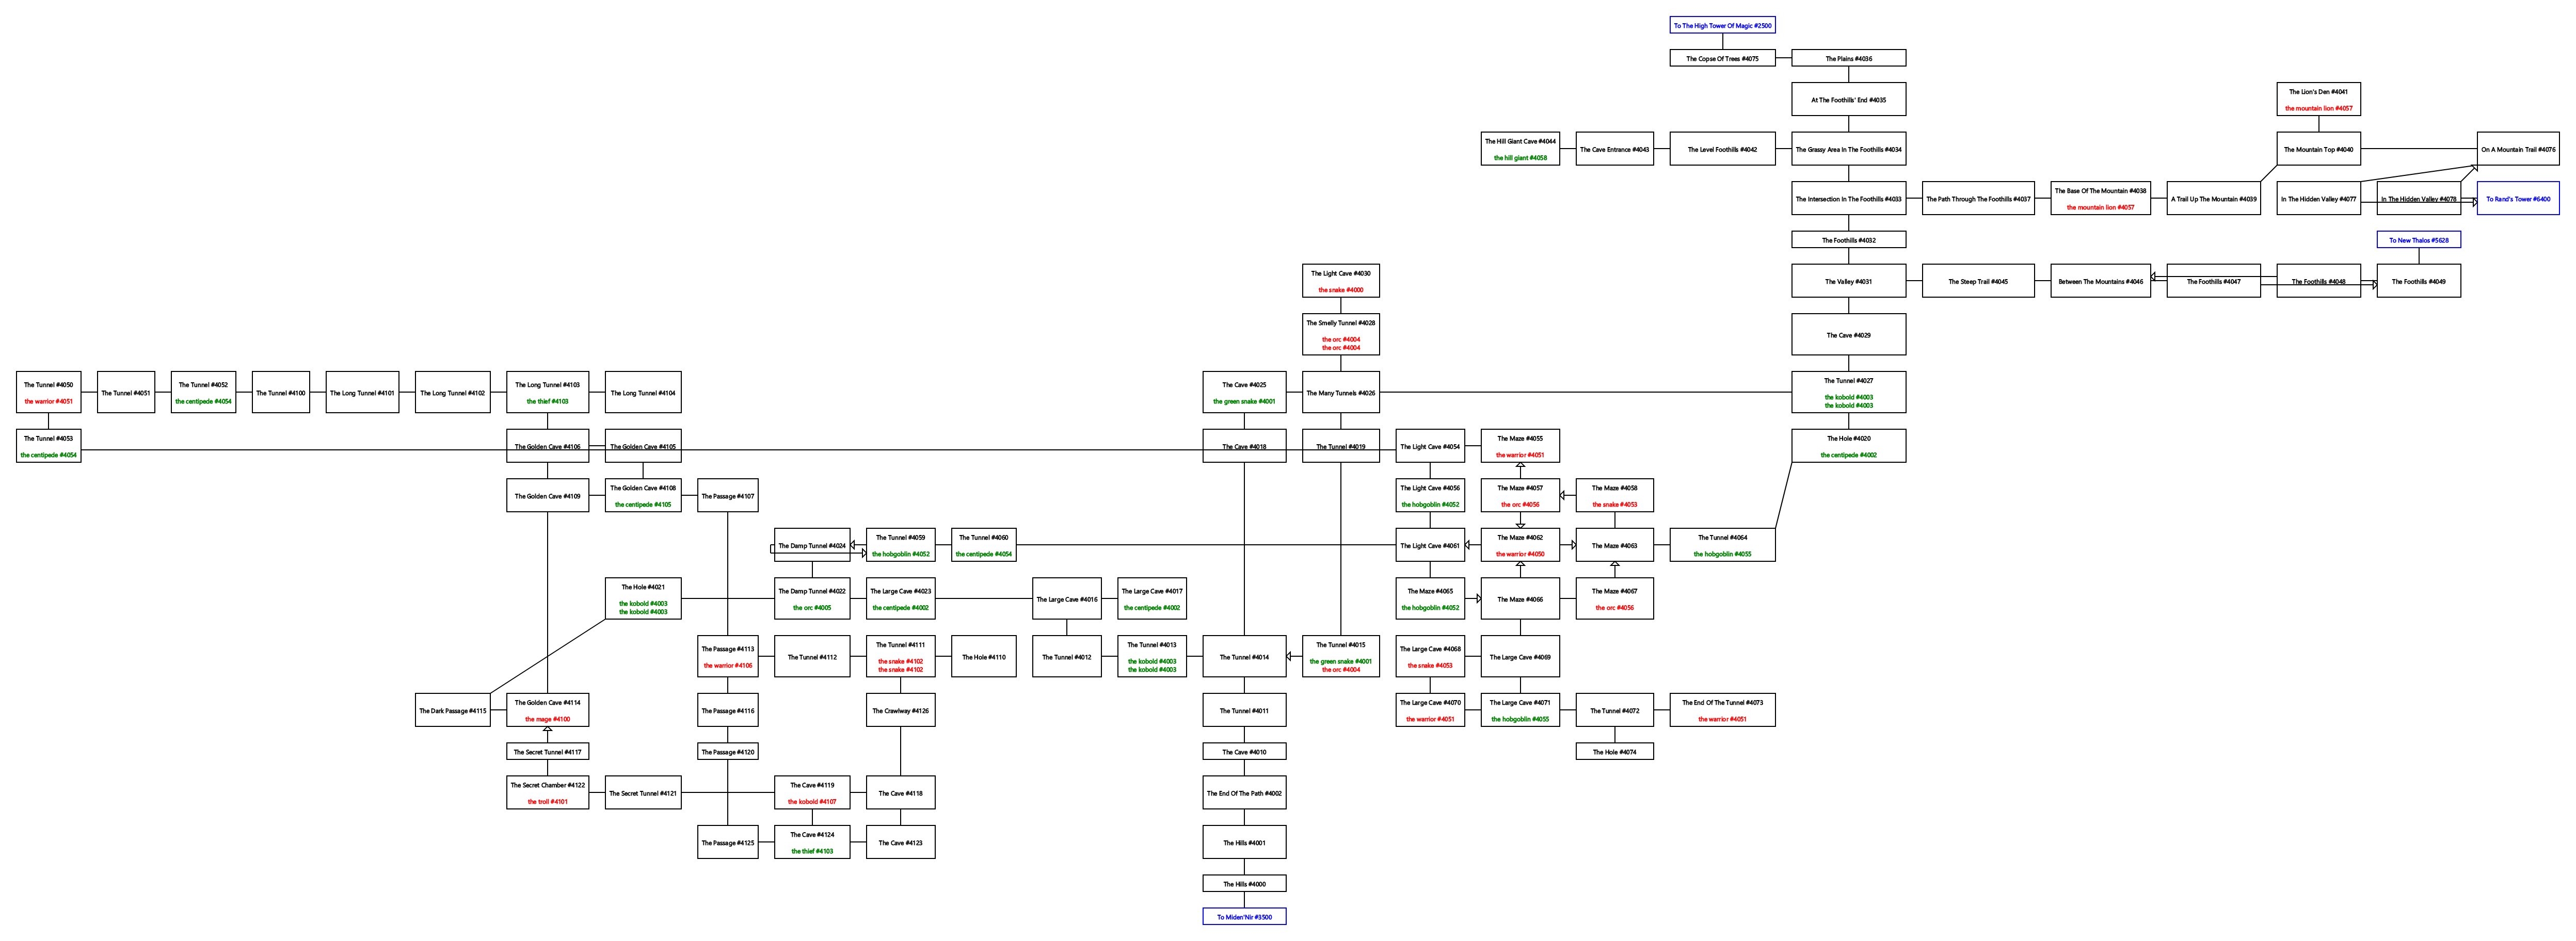 To The High Tower Of Magic #2500
The Copse Of Trees #4075
The Plains #4036
At The Foothills' End #4035
The Lion's Den #4041
the mountain lion #4057
The Hill Giant Cave #4044
the hill giant #4058
The Cave Entrance #4043
The Level Foothills #4042
The Grassy Area In The Foothills #4034
The Mountain Top #4040
On A Mountain Trail #4076
The Intersection In The Foothills #4033
The Path Through The Foothills #4037
The Base Of The Mountain #4038
the mountain lion #4057
A Trail Up The Mountain #4039
In The Hidden Valley #4077
In The Hidden Valley #4078
To Rand's Tower #6400
The Foothills #4032
To New Thalos #5628
The Light Cave #4030
the snake #4000
The Valley #4031
The Steep Trail #4045
Between The Mountains #4046
The Foothills #4047
The Foothills #4048
The Foothills #4049
The Smelly Tunnel #4028
the orc #4004
the orc #4004
The Cave #4029
The Tunnel #4050
the warrior #4051
The Tunnel #4051
The Tunnel #4052
the centipede #4054
The Tunnel #4100
The Long Tunnel #4101
The Long Tunnel #4102
The Long Tunnel #4103
the thief #4103
The Long Tunnel #4104
The Cave #4025
the green snake #4001
The Many Tunnels #4026
The Tunnel #4027
the kobold #4003
the kobold #4003
The Tunnel #4053
the centipede #4054
The Golden Cave #4106
The Golden Cave #4105
The Cave #4018
The Tunnel #4019
The Light Cave #4054
The Maze #4055
the warrior #4051
The Hole #4020
the centipede #4002
The Golden Cave #4109
The Golden Cave #4108
the centipede #4105
The Passage #4107
The Light Cave #4056
the hobgoblin #4052
The Maze #4057
the orc #4056
The Maze #4058
the snake #4053
The Damp Tunnel #4024
The Tunnel #4059
the hobgoblin #4052
The Tunnel #4060
the centipede #4054
The Light Cave #4061
The Maze #4062
the warrior #4050
The Maze #4063
The Tunnel #4064
the hobgoblin #4055
The Hole #4021
the kobold #4003
the kobold #4003
The Damp Tunnel #4022
the orc #4005
The Large Cave #4023
the centipede #4002
The Large Cave #4016
The Large Cave #4017
the centipede #4002
The Maze #4065
the hobgoblin #4052
The Maze #4066
The Maze #4067
the orc #4056
The Passage #4113
the warrior #4106
The Tunnel #4112
The Tunnel #4111
the snake #4102
the snake #4102
The Hole #4110
The Tunnel #4012
The Tunnel #4013
the kobold #4003
the kobold #4003
The Tunnel #4014
The Tunnel #4015
the green snake #4001
the orc #4004
The Large Cave #4068
the snake #4053
The Large Cave #4069
The Dark Passage #4115
The Golden Cave #4114
the mage #4100
The Passage #4116
The Crawlway #4126
The Tunnel #4011
The Large Cave #4070
the warrior #4051
The Large Cave #4071
the hobgoblin #4055
The Tunnel #4072
The End Of The Tunnel #4073
the warrior #4051
The Secret Tunnel #4117
The Passage #4120
The Cave #4010
The Hole #4074
The Secret Chamber #4122
the troll #4101
The Secret Tunnel #4121
The Cave #4119
the kobold #4107
The Cave #4118
The End Of The Path #4002
The Passage #4125
The Cave #4124
the thief #4103
The Cave #4123
The Hills #4001
The Hills #4000
To Miden'Nir #3500